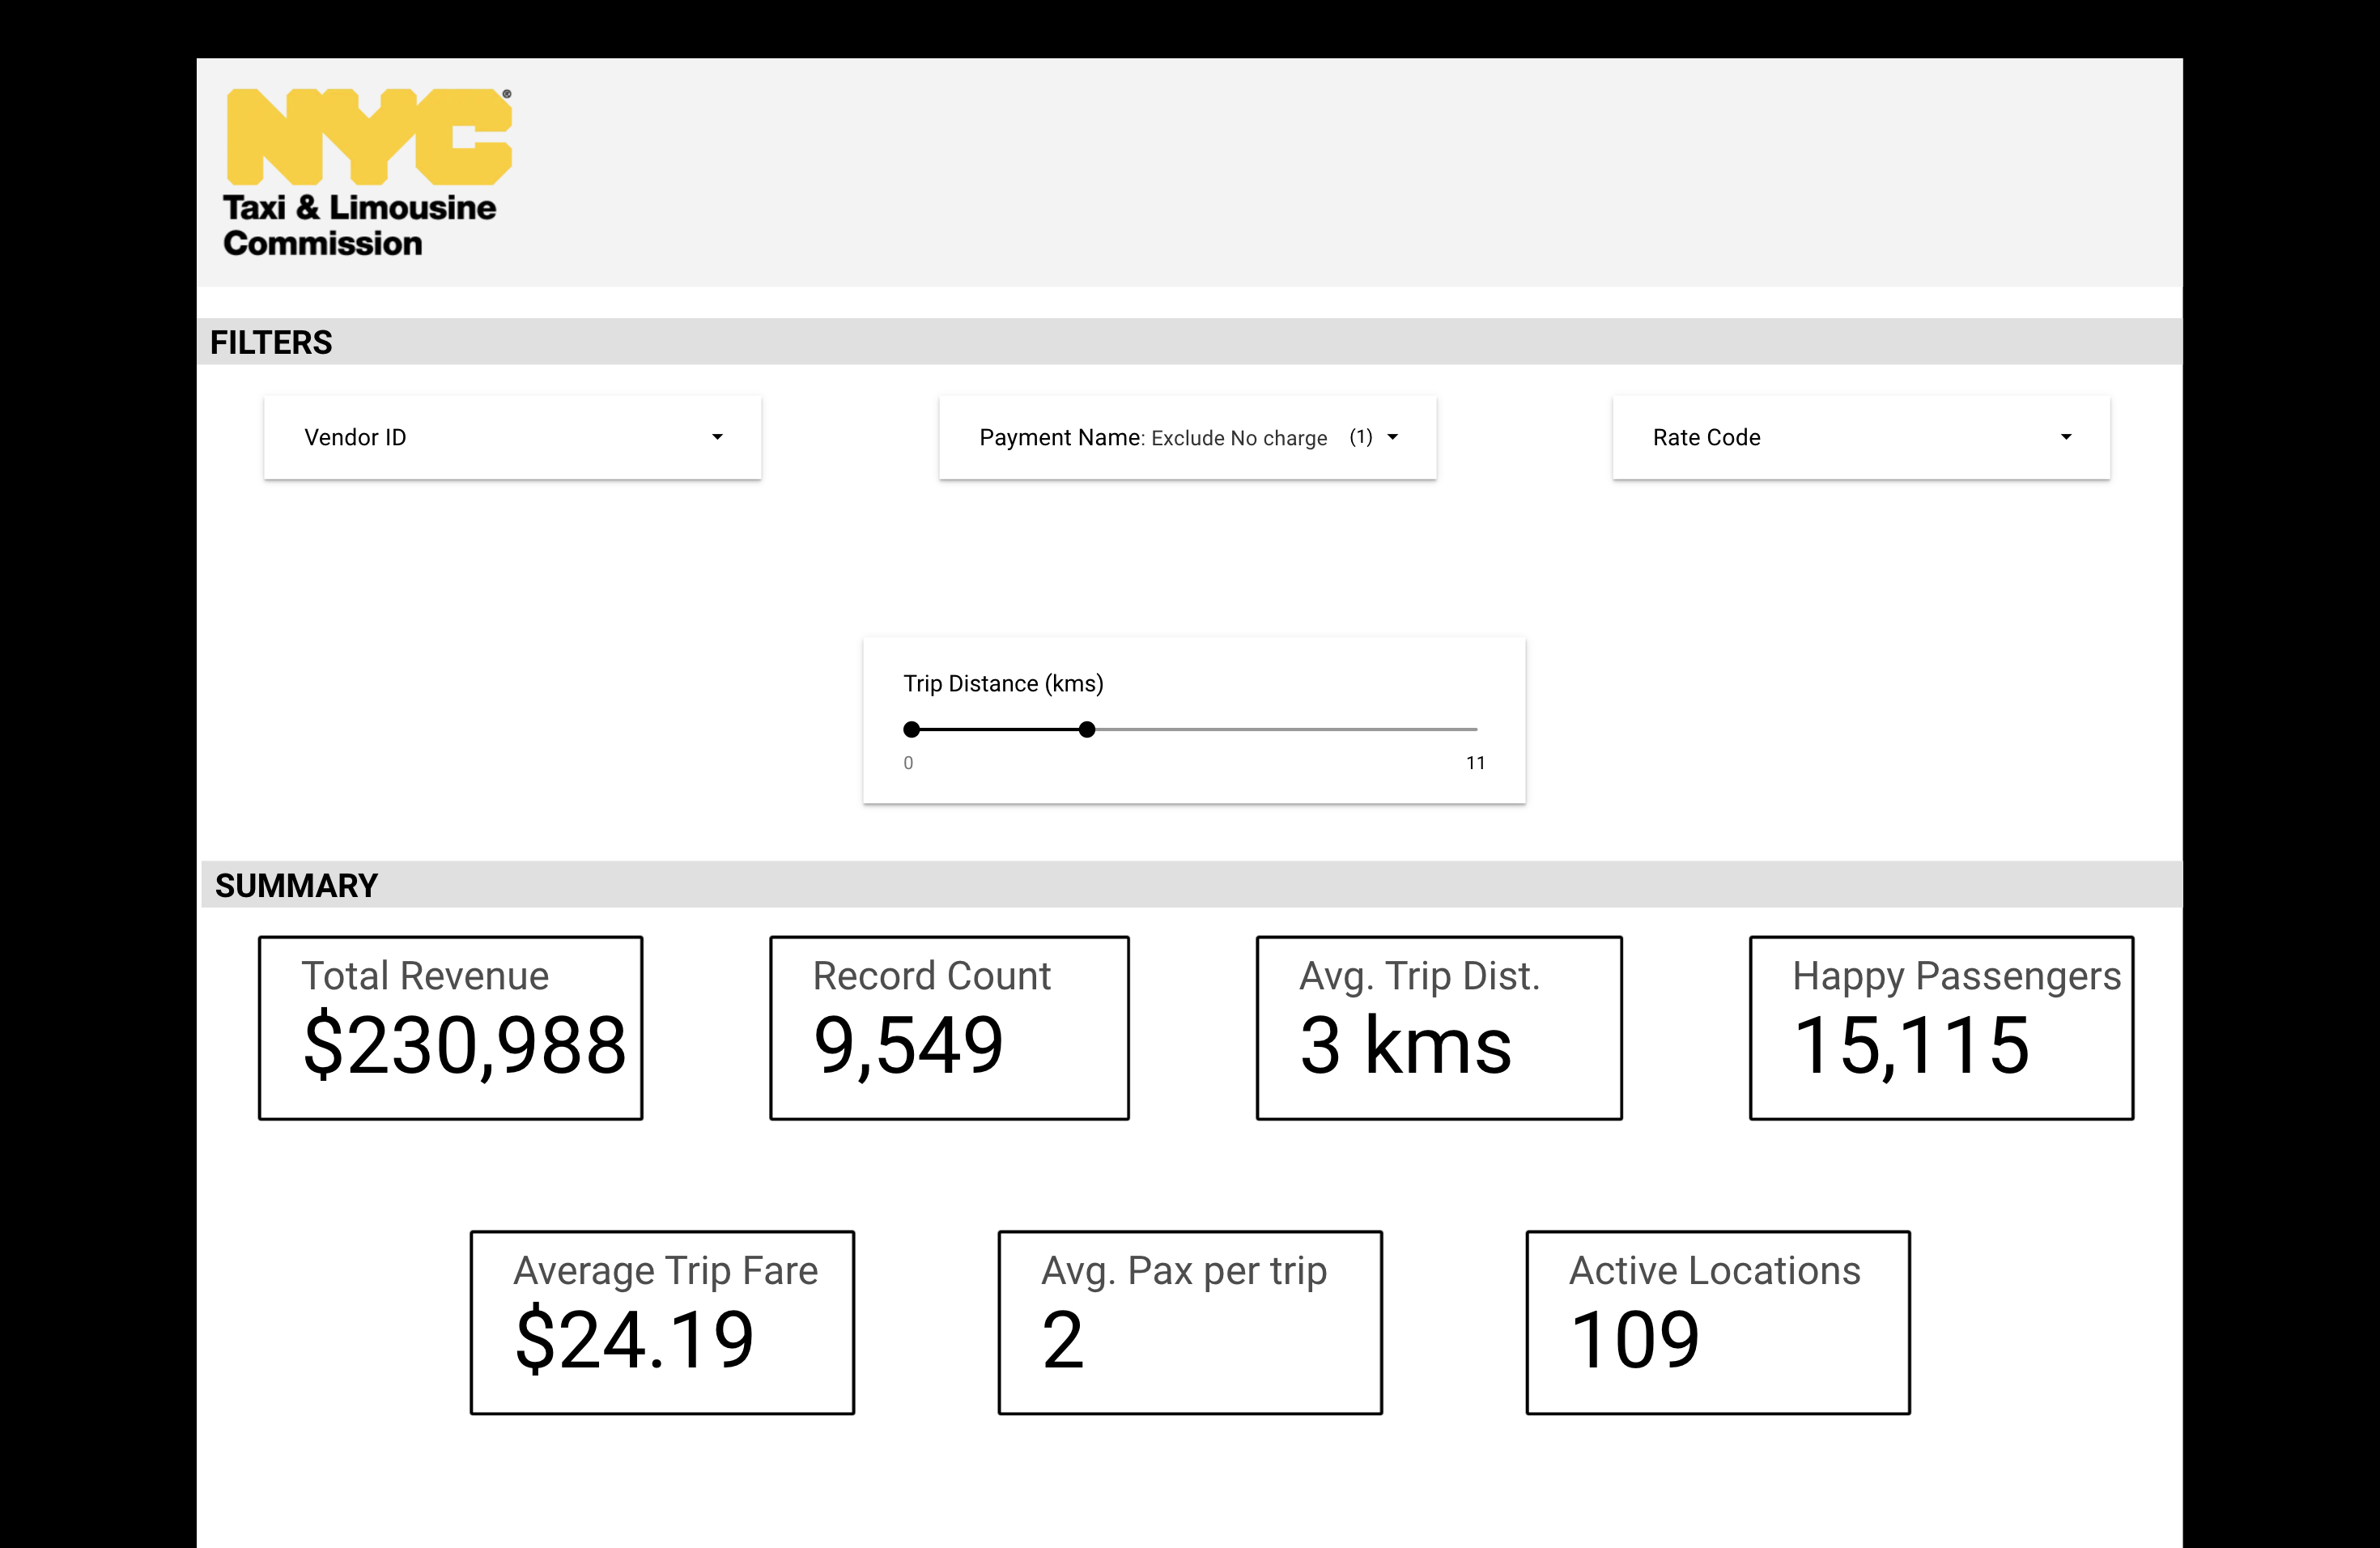 NYC®
Taxi & Limousine
Commission
FILTERS
Vendor ID
Payment Name: Exclude No charge (1)
Rate Code
Trip Distance (kms)
0 11
SUMMARY
Total Revenue
$230,988
Record Count
9,549
Avg. Trip Dist.
3 kms
Happy Passengers
15,115
Average Trip Fare
$24.19
Avg. Pax per trip
2
Active Locations
109